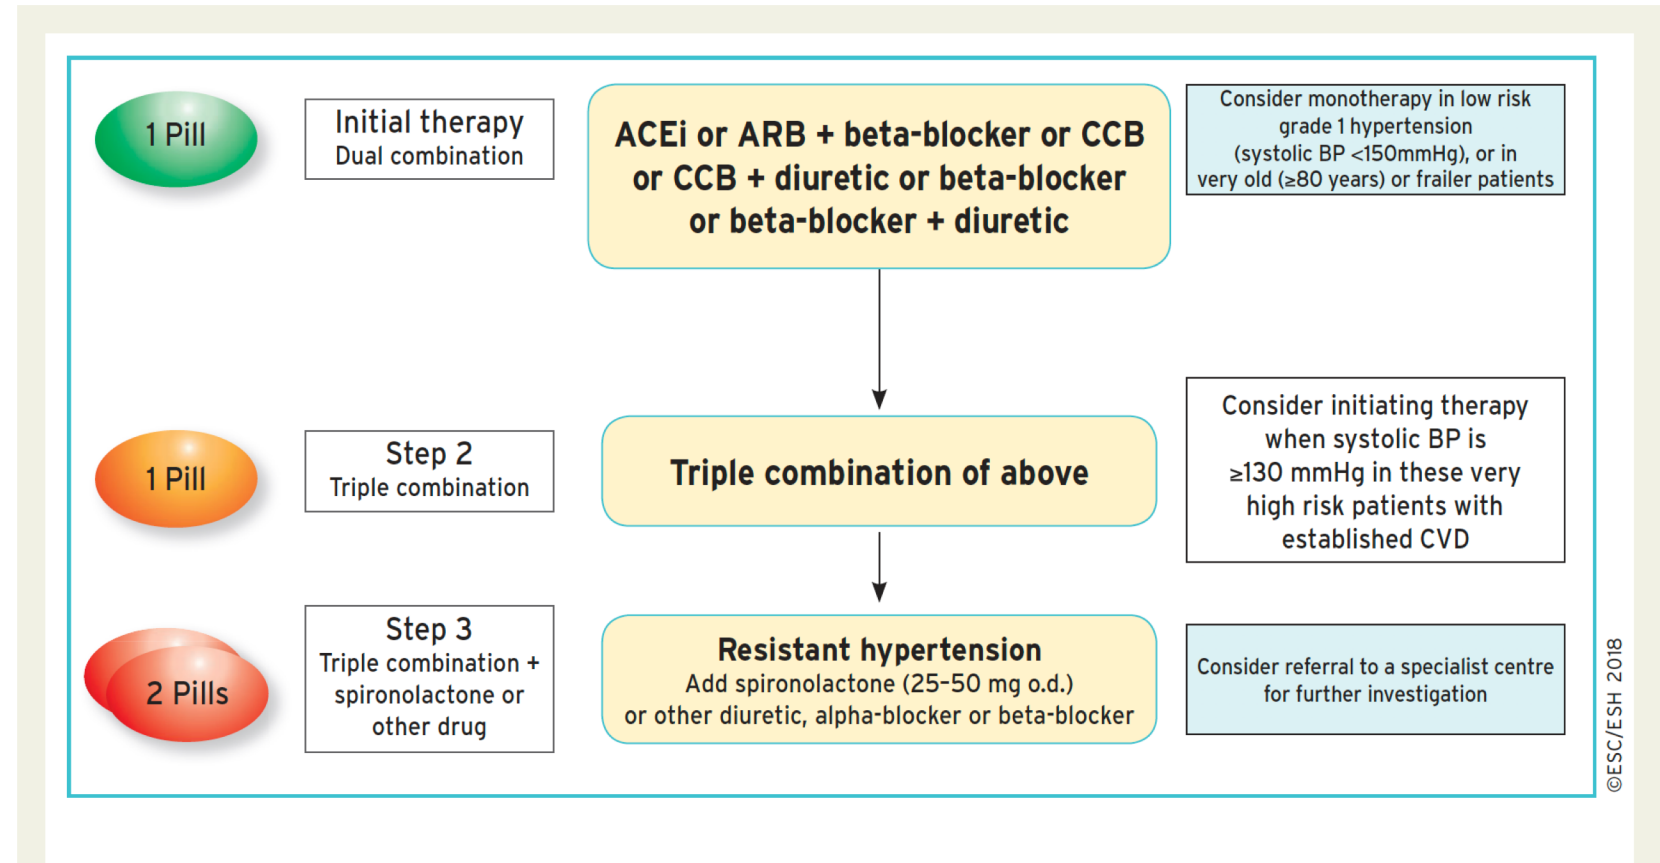 1 Pill
Initial therapy
Dual combination
ACEi or ARB + beta-blocker or CCB
or CCB + diuretic or beta-blocker
or beta-blocker + diuretic
Consider monotherapy in low risk
grade 1 hypertension
(systolic BP <150mmHg), or in
very old (≥80 years) or frailer patients
1 Pill
Step 2
Triple combination
Triple combination of above
Consider initiating therapy
when systolic BP is
≥130 mmHg in these very
high risk patients with
established CVD
2 Pills
Step 3
Triple combination +
spironolactone or
other drug
Resistant hypertension
Add spironolactone (25–50 mg o.d.)
or other diuretic, alpha-blocker or beta-blocker
Consider referral to a specialist centre
for further investigation
©ESC/ESH 2018